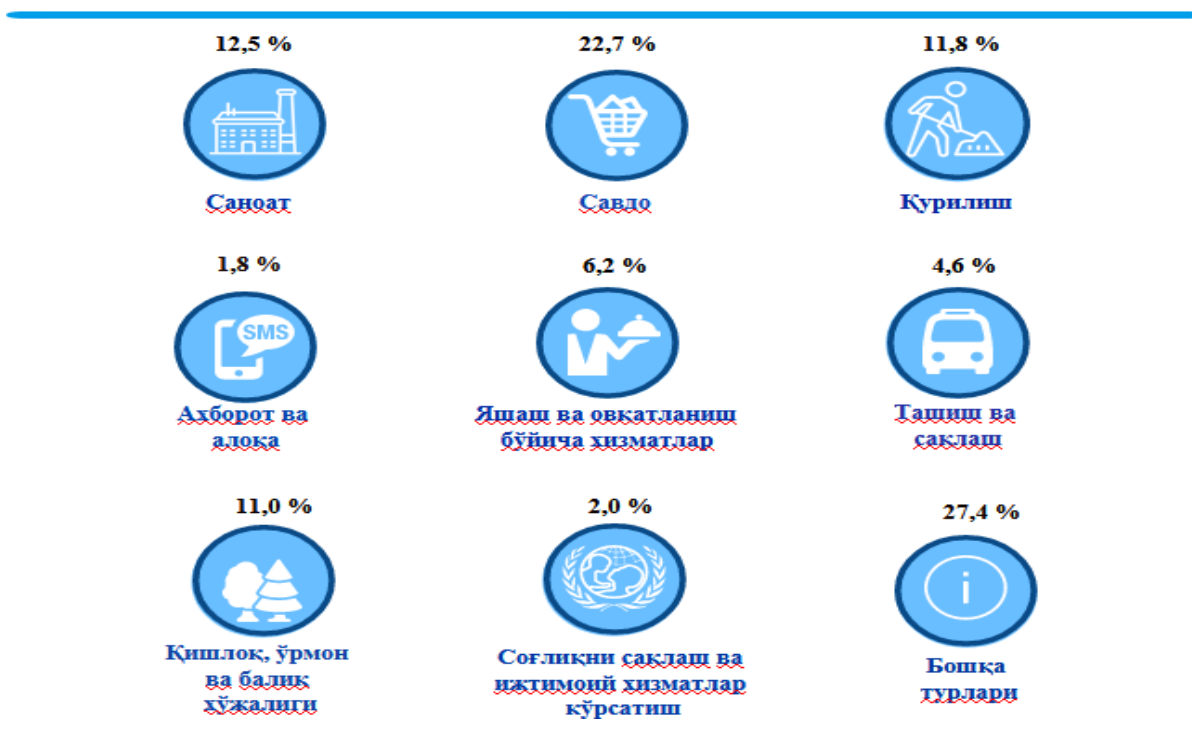 12,5 %
22,7 %
11,8 %
Саноат
Савдо
Қурилиш
1,8 %
6,2 %
4,6 %
SMS
Ахборот ва
алоқа
Яшаш ва овқатланиш
бўйича хизматлар
Ташиш ва
сақлаш
11,0 %
2,0 %
27,4 %
i
Қишлоқ, ўрмон
ва балиқ
хўжалиги
Соғлиқни сақлаш ва
ижтимоий хизматлар
кўрсатиш
Бошқа
турлари